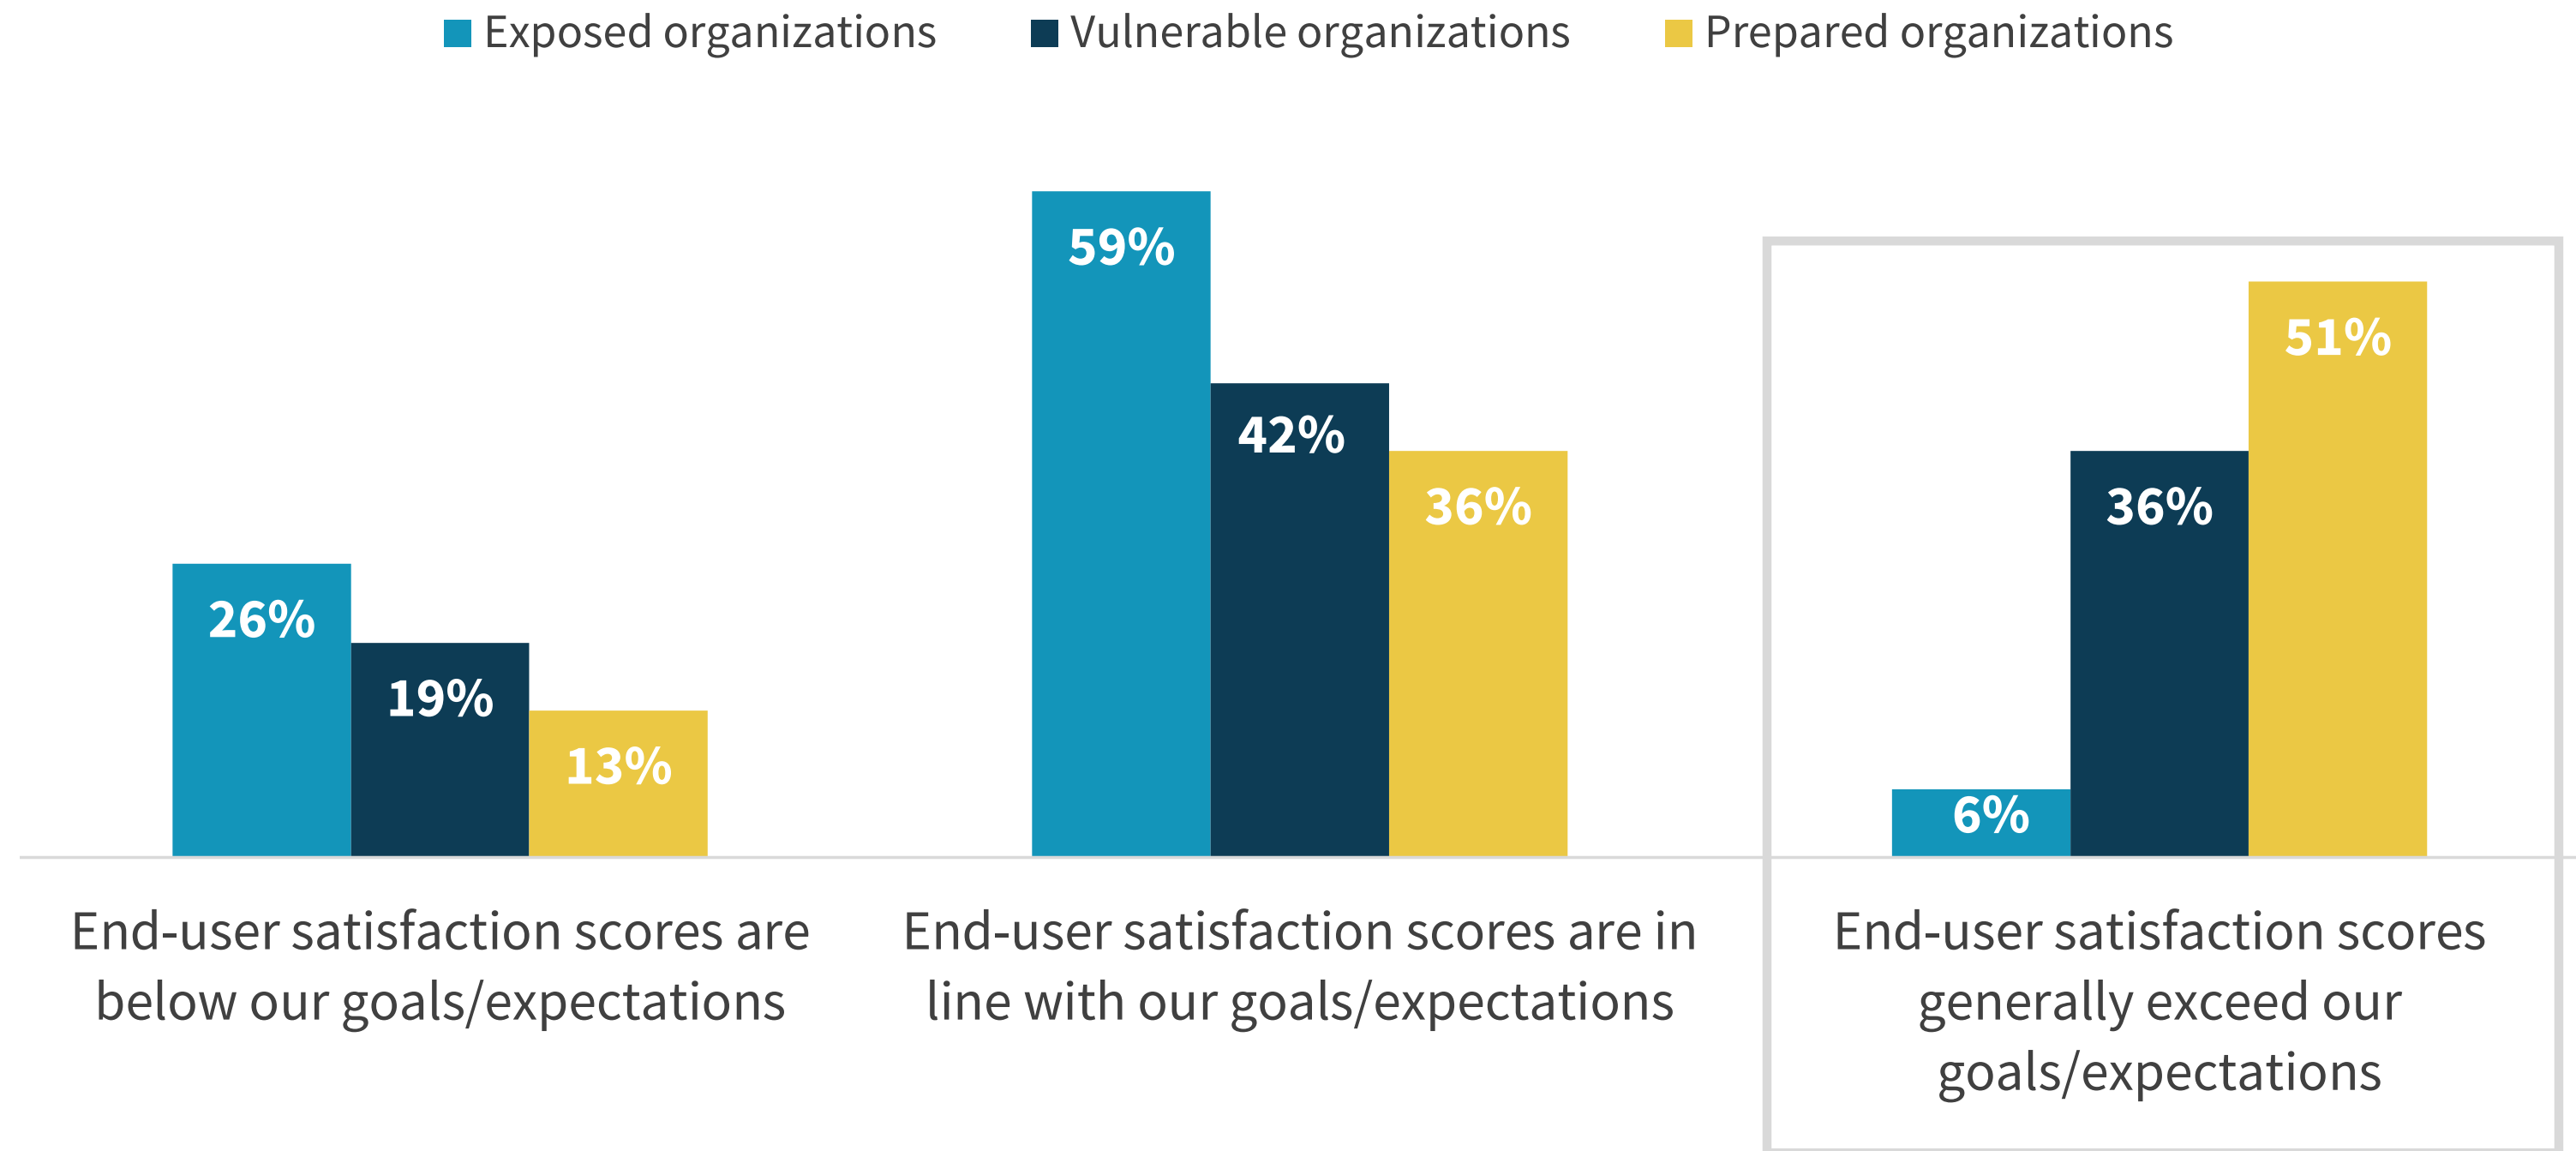 Exposed organizations
Vulnerable organizations
Prepared organizations
26%
19%
13%
59%
42%
36%
6%
36%
51%
End-user satisfaction scores are
below our goals/expectations
End-user satisfaction scores are in
line with our goals/expectations
End-user satisfaction scores
generally exceed our
goals/expectations